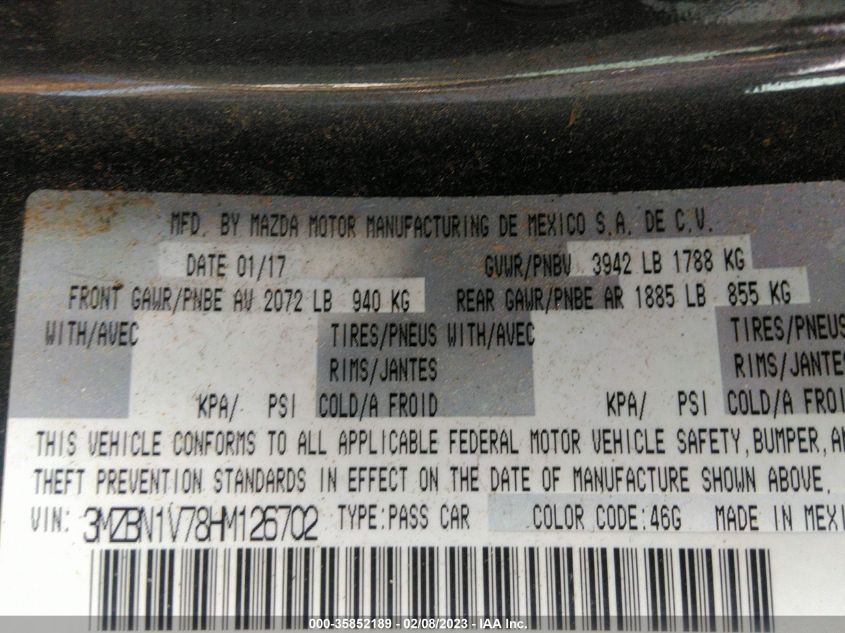 MFD. BY MAZDA MOTOR MANUFACTURING DE MEXICO S.A. DE C.V.
DATE 01/17 GVWR/PNBV 3942 LB 1788 KG
FRONT GAWR/PNBE AV 2072 LB 940 KG REAR GAWR/PNBE AR 1885 LB 855 KG
WITH/AVEC TIRES/PNEUS WITH/AVEC TIRES/PNEUS
RIMS/JANTES RIMS/JANTES
KPA/ PSI COLD/A FROID KPA/ PSI COLD/A FROI
THIS VEHICLE CONFORMS TO ALL APPLICABLE FEDERAL MOTOR VEHICLE SAFETY, BUMPER, AN
THEFT PREVENTION STANDARDS IN EFFECT ON THE DATE OF MANUFACTURE SHOWN ABOVE.
VIN: 3MZBN1V78HM126702 TYPE:PASS CAR COLOR CODE:46G MADE IN MEXI
000-35852189 - 02/08/2023 - IAA Inc.